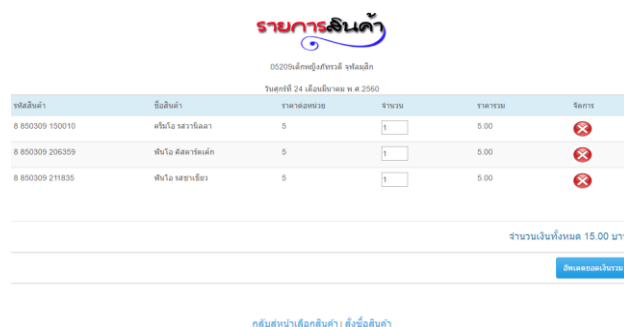 รายการสินค้า
05209เด็กหญิงภัทรวดี จุฬามุสิก
วันศุกร์ที่ 24 เดือนมีนาคม พ.ศ.2560
รหัสสินค้า ชื่อสินค้า ราคาต่อหน่วย จำนวน ราคารวม จัดการ
8 850309 150010 ครีมโอ รสวานิลลา 5 1 5.00
8 850309 206359 ฟันโอ คัสตาร์ดเค้ก 5 1 5.00
8 850309 211835 ฟันโอ รสชาเขียว 5 1 5.00
จำนวนเงินทั้งหมด 15.00 บาท
อัพเดตยอดเงินรวม
กลับสู่หน้าเลือกสินค้า | สั่งซื้อสินค้า